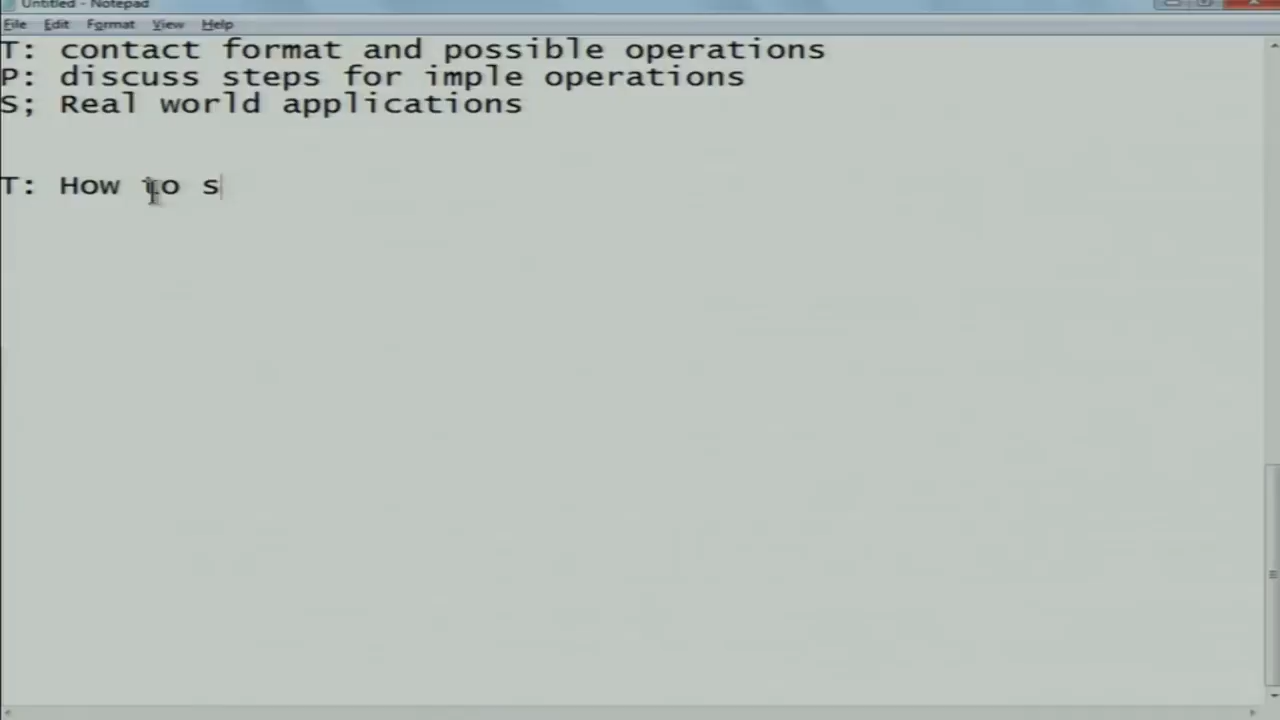 Untitled - Notepad
File Edit Format View Help
T: contact format and possible operations
P: discuss steps for imple operations
S; Real world applications
T: How to s